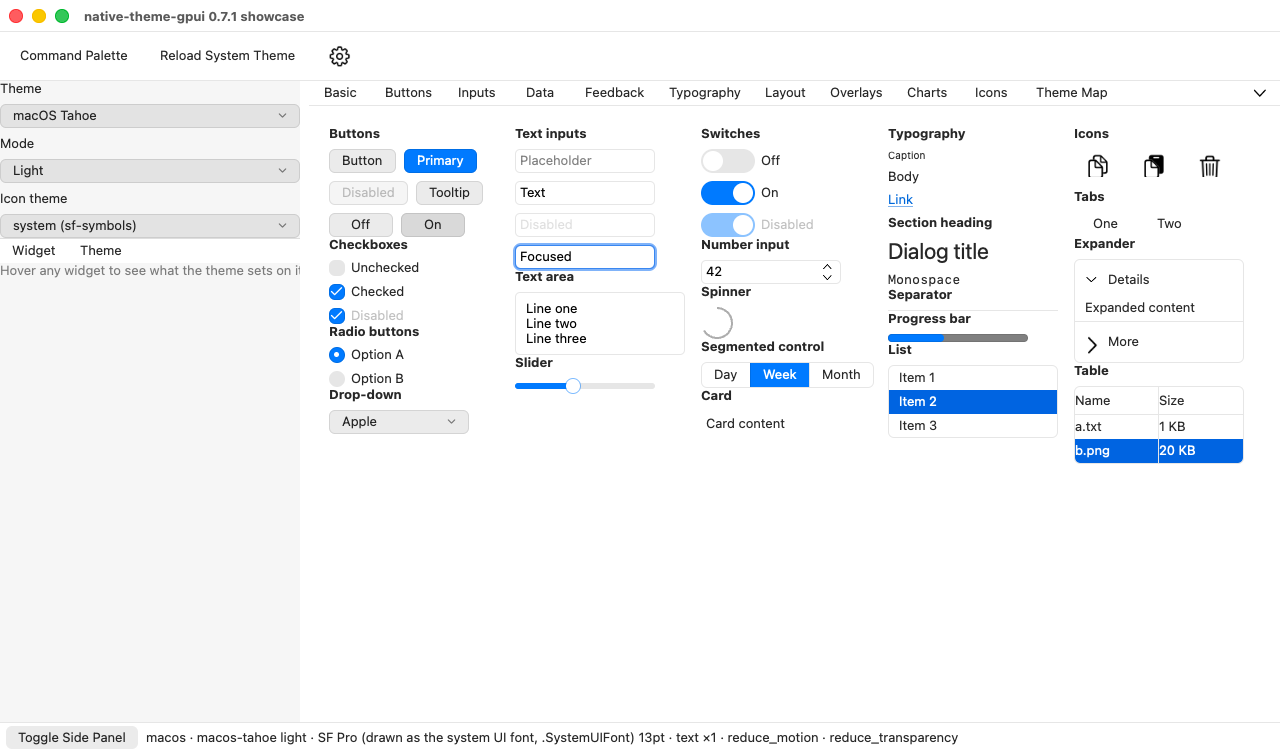 native-theme-gpui 0.7.1 showcase
Command Palette Reload System Theme
Theme
macOS Tahoe
Mode
Light
Icon theme
system (sf-symbols)
Widget Theme
Hover any widget to see what the theme sets on it
Basic Buttons Inputs Data Feedback Typography Layout Overlays Charts Icons Theme Map
Buttons
Button Primary
Disabled Tooltip
Off On
Checkboxes
Unchecked
Checked
Disabled
Radio buttons
Option A
Option B
Drop-down
Apple
Text inputs
Placeholder
Text
Disabled
Focused
Text area
Line one
Line two
Line three
Slider
Switches
Off
On
Disabled
Number input
42
Spinner
Segmented control
Day Week Month
Card
Card content
Typography
Caption
Body
Link
Section heading
Dialog title
Monospace
Separator
Progress bar
List
Item 1
Item 2
Item 3
Icons
Tabs
One Two
Expander
Details
Expanded content
More
Table
Name Size
a.txt 1 KB
b.png 20 KB
Toggle Side Panel macos · macos-tahoe light · SF Pro (drawn as the system UI font, .SystemUIFont) 13pt · text ×1 · reduce_motion · reduce_transparency